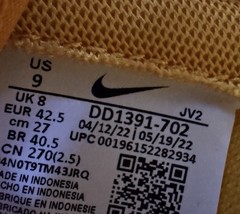 US
9
UK 8
EUR 42.5
cm 27
BR 40.5
CN 270(2.5)
DD1391-702
JV2
04/12/22 | 05/19/22
UPC 00196152282934
4N0T9TM43JRQ
MADE IN INDONESIA
HECHO EN INDONESIA
FABRIQUE EN INDONESIE